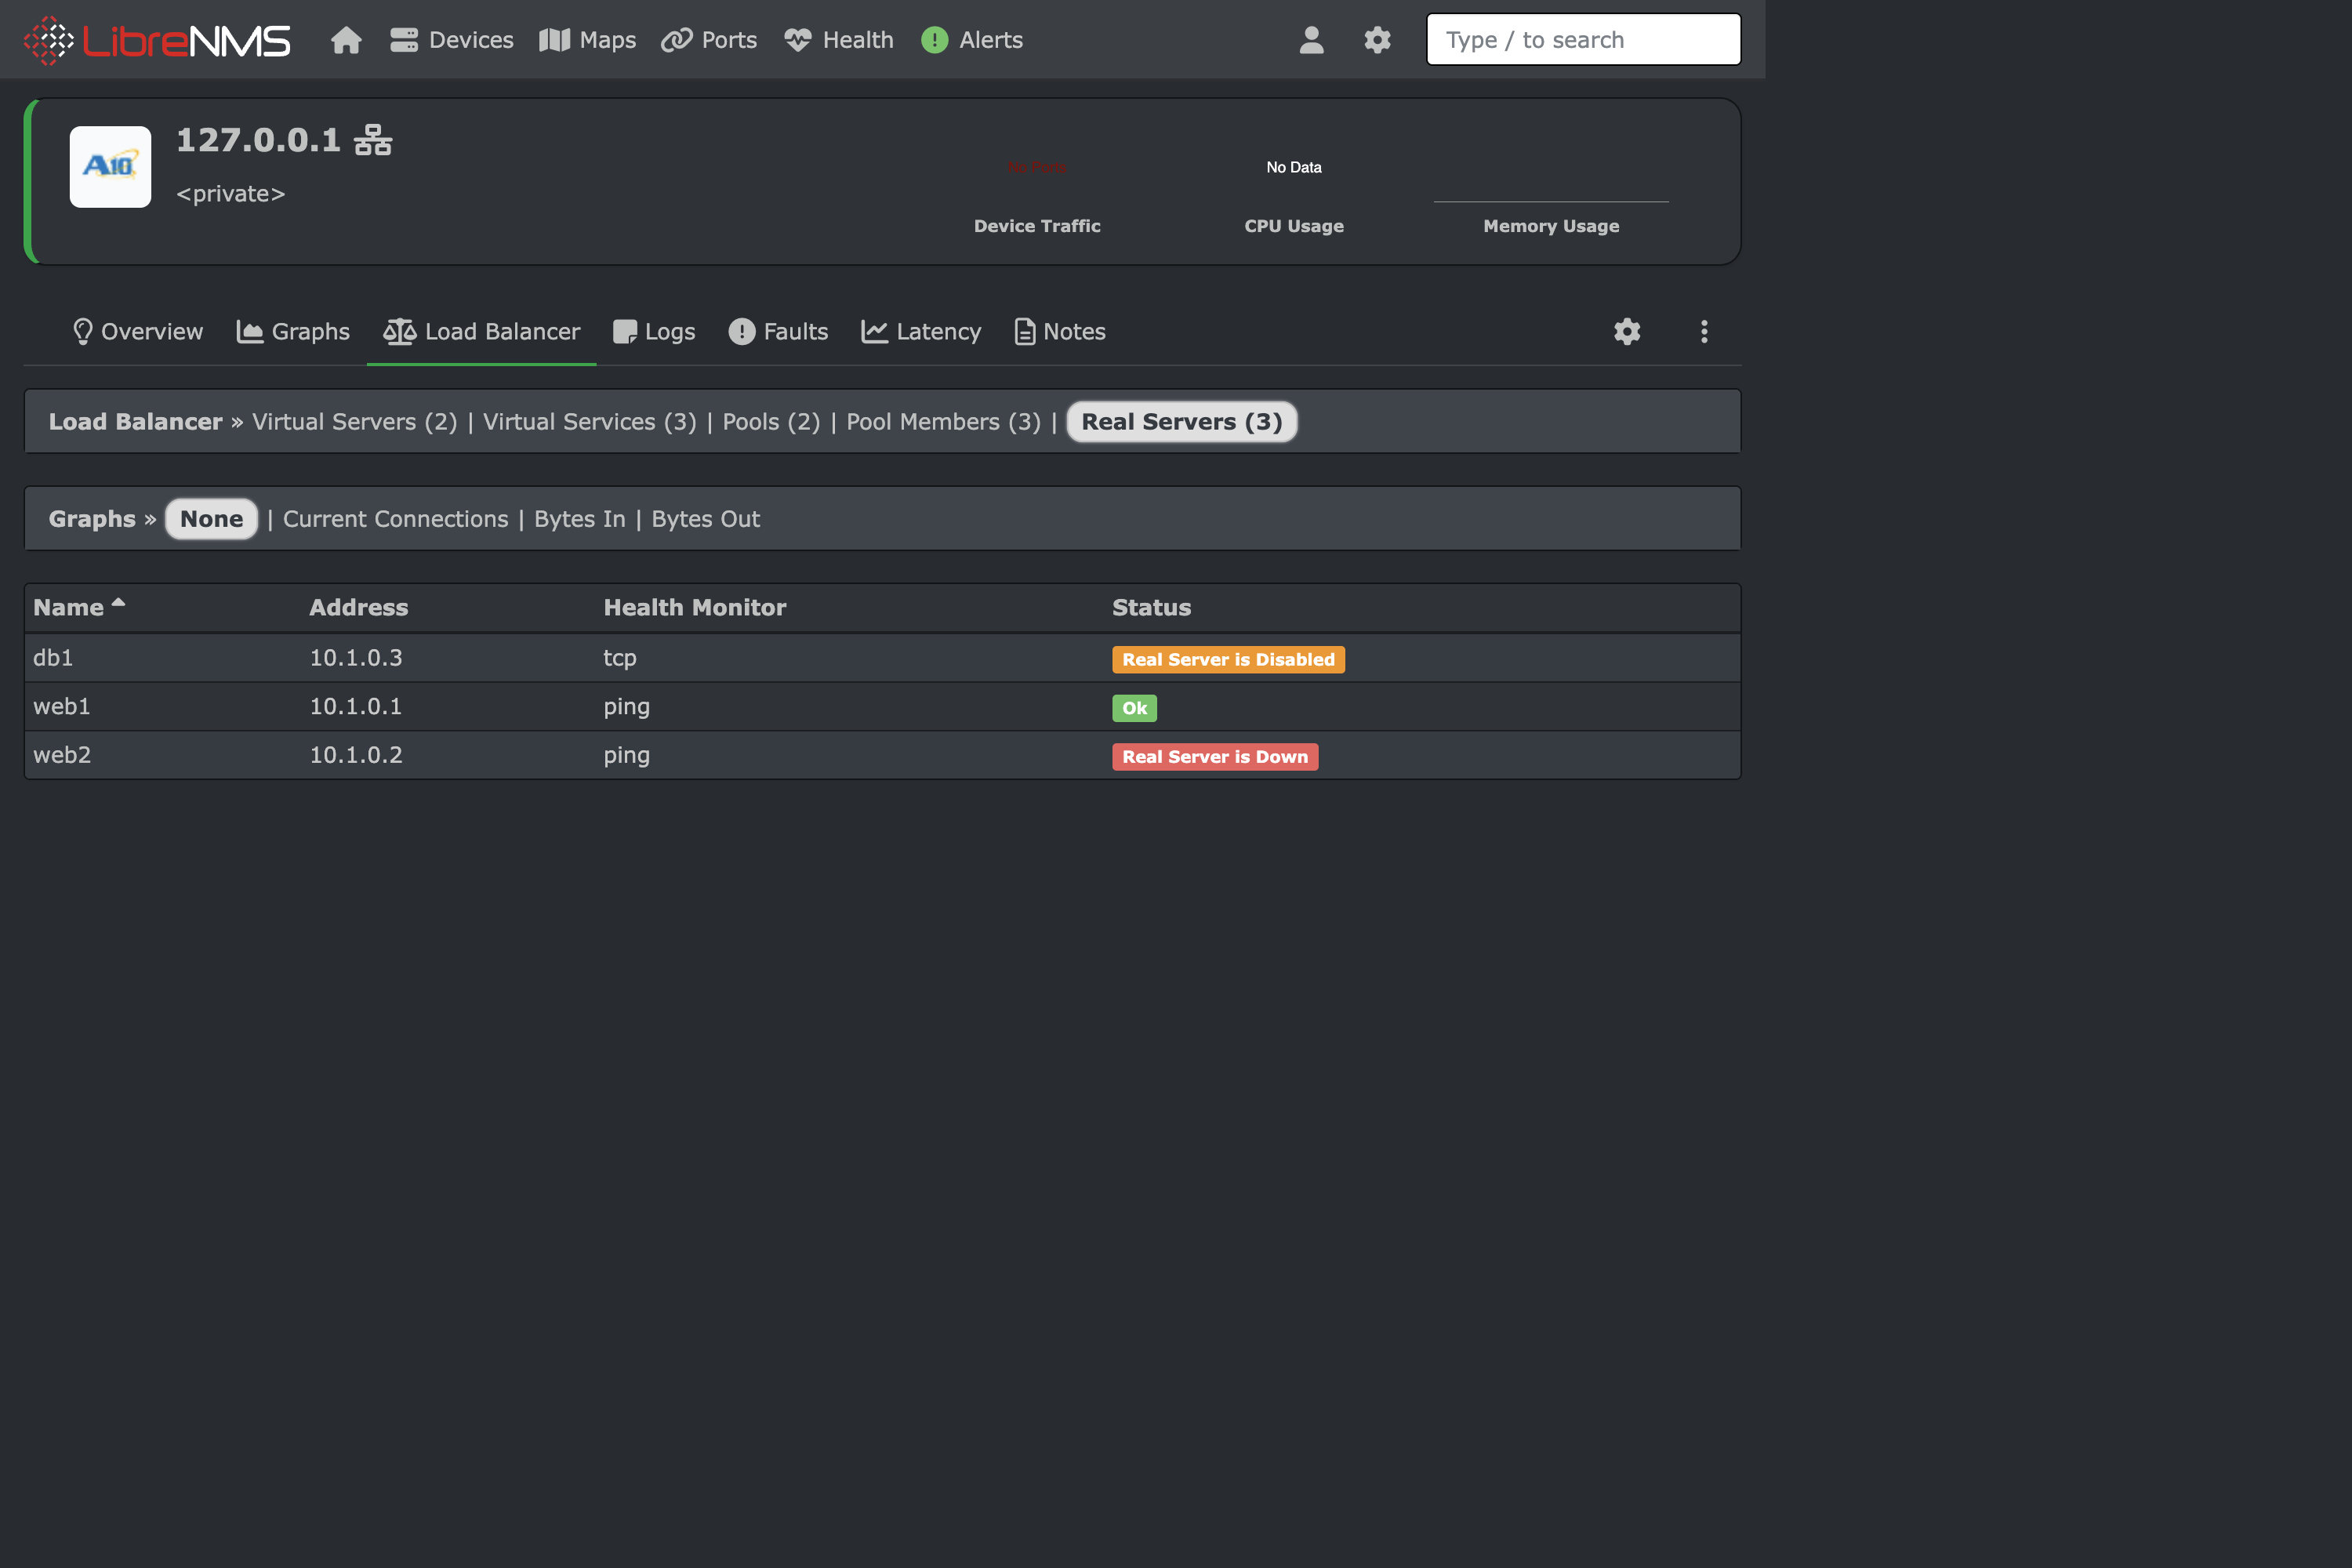 LibreNMS Devices Maps Ports Health Alerts Type / to search
A10
127.0.0.1
<private>
No Ports
No Data
Device Traffic CPU Usage Memory Usage
Overview Graphs Load Balancer Logs Faults Latency Notes
Load Balancer » Virtual Servers (2) | Virtual Services (3) | Pools (2) | Pool Members (3) | Real Servers (3)
Graphs » None | Current Connections | Bytes In | Bytes Out
Name Address Health Monitor Status
db1 10.1.0.3 tcp Real Server is Disabled
web1 10.1.0.1 ping Ok
web2 10.1.0.2 ping Real Server is Down